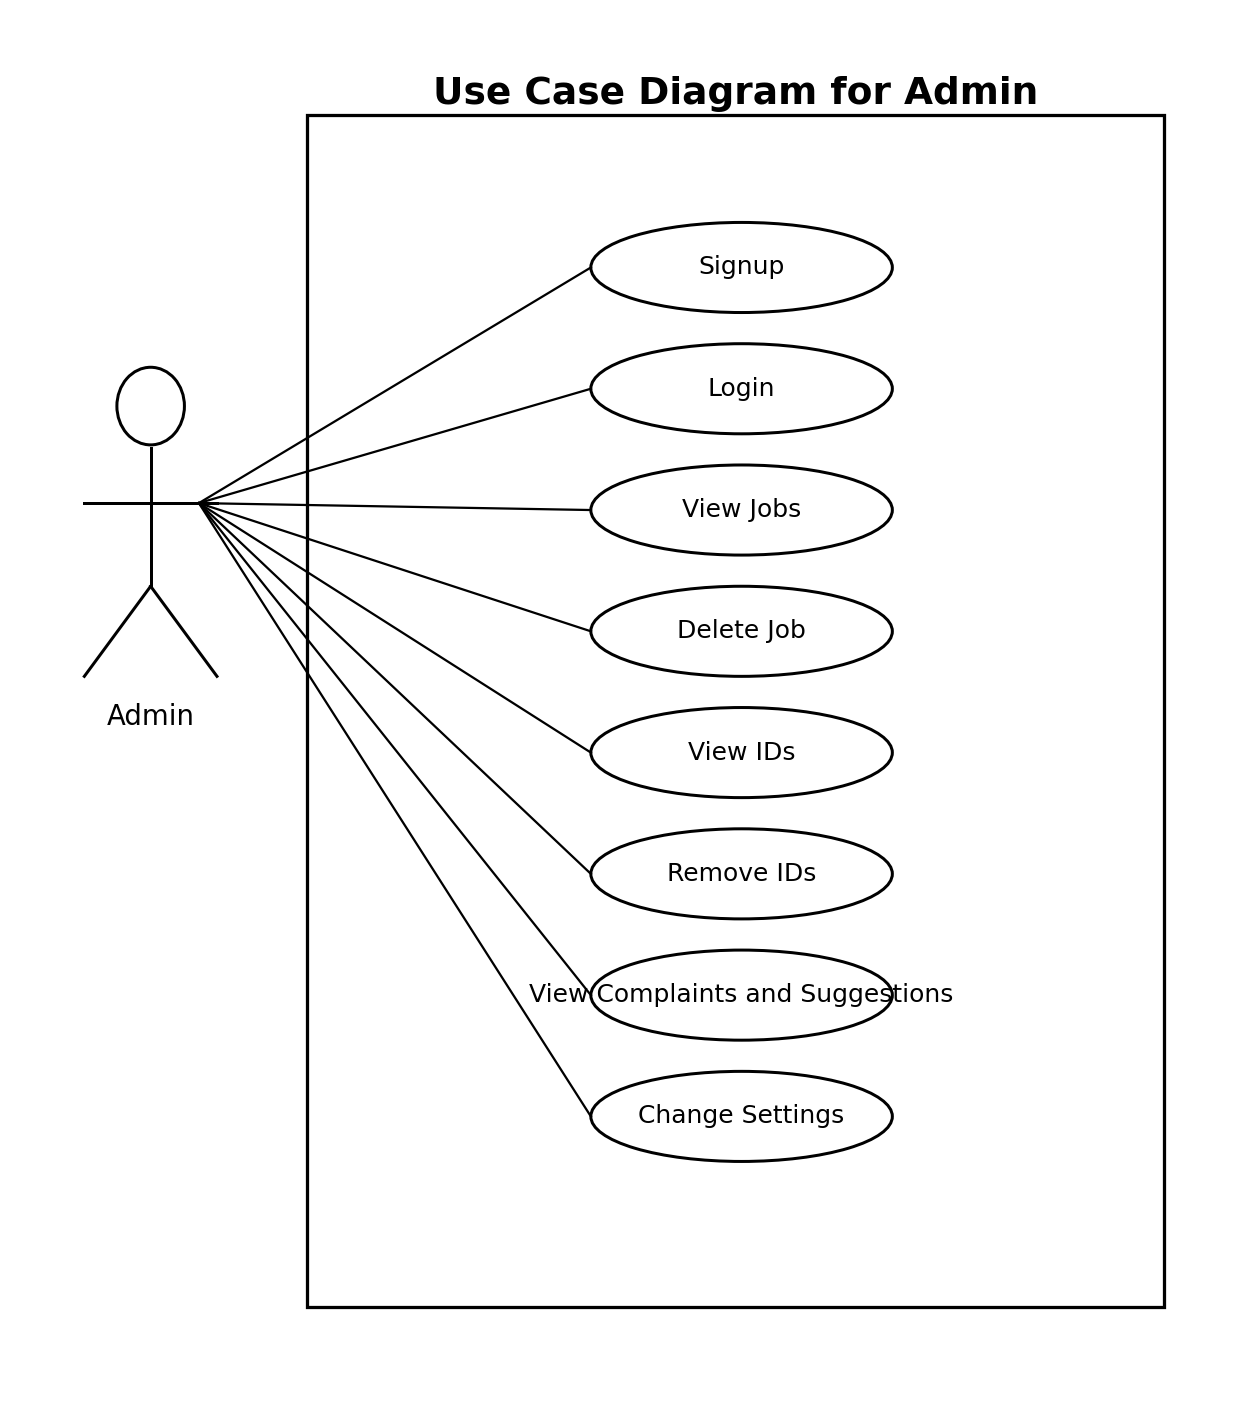 Use Case Diagram for Admin
Signup
Login
View Jobs
Delete Job
View IDs
Admin
Remove IDs
View Complaints and Suggestions
Change Settings